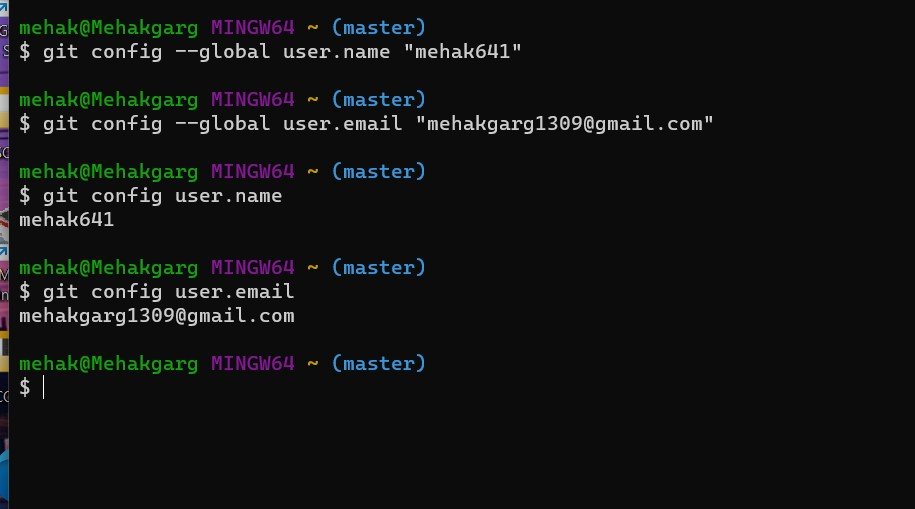 mehak@Mehakgarg MINGW64 ~ (master)
$ git config --global user.name "mehak641"
mehak@Mehakgarg MINGW64 ~ (master)
$ git config --global user.email "mehakgarg1309@gmail.com"
mehak@Mehakgarg MINGW64 ~ (master)
$ git config user.name
mehak641
mehak@Mehakgarg MINGW64 ~ (master)
$ git config user.email
mehakgarg1309@gmail.com
mehak@Mehakgarg MINGW64 ~ (master)
$